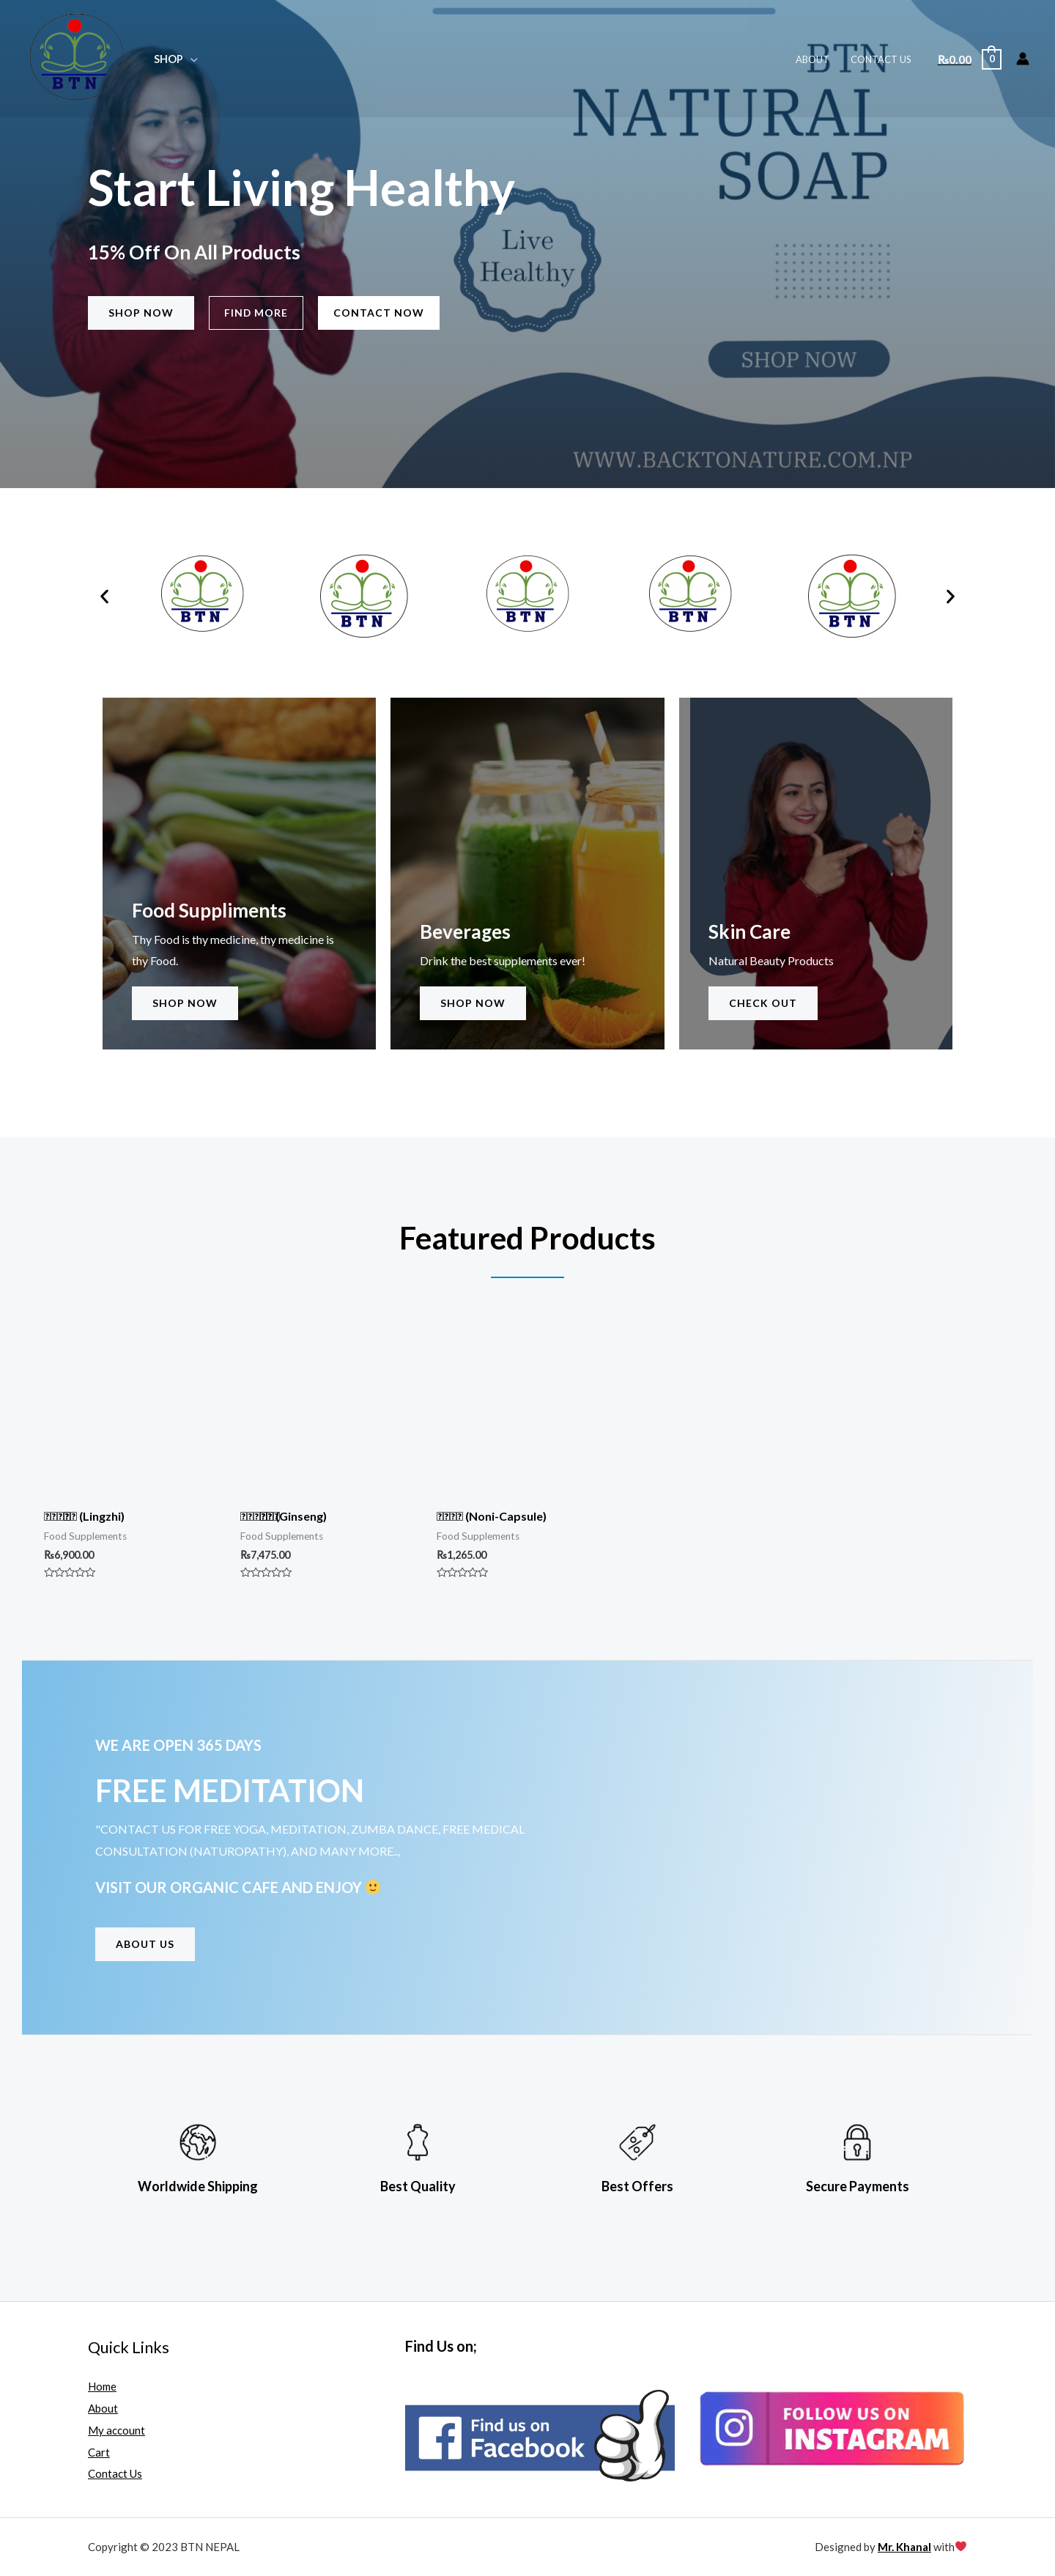 BTN
SHOP
ABOUT
CONTACT US
₨0.00
0
BTN
NATURAL
SOAP
Start Living Healthy
Live
Healthy
15% Off On All Products
SHOP NOW
FIND MORE
CONTACT NOW
SHOP NOW
WWW.BACKTONATURE.COM.NP
BTN
BTN
BTN
BTN
BTN
Food Suppliments
Thy Food is thy medicine, thy medicine is
thy Food.
SHOP NOW
Beverages
Drink the best supplements ever!
SHOP NOW
Skin Care
Natural Beauty Products
CHECK OUT
Featured Products
(Lingzhi)
Food Supplements
₨6,900.00
(Ginseng)
Food Supplements
₨7,475.00
(Noni-Capsule)
Food Supplements
₨1,265.00
WE ARE OPEN 365 DAYS
FREE MEDITATION
"CONTACT US FOR FREE YOGA, MEDITATION, ZUMBA DANCE, FREE MEDICAL
CONSULTATION (NATUROPATHY), AND MANY MORE..,
VISIT OUR ORGANIC CAFE AND ENJOY 🙂
ABOUT US
Worldwide Shipping
Best Quality
Best Offers
Secure Payments
Quick Links
Home
About
My account
Cart
Contact Us
Find Us on;
Find us on
Facebook
FOLLOW US ON
INSTAGRAM
Copyright © 2023 BTN NEPAL
Designed by Mr. Khanal with❤